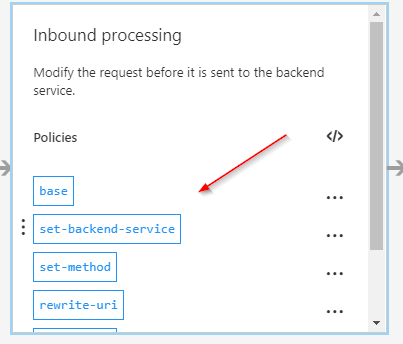 Inbound processing
Modify the request before it is sent to the backend
service.
Policies </>
base ...
set-backend-service ...
set-method ...
rewrite-uri ...